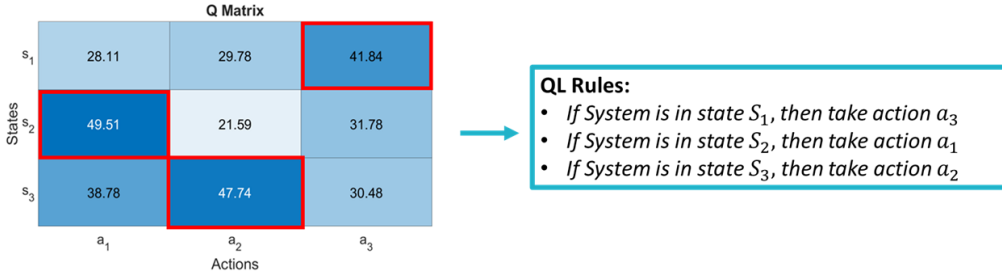 Q Matrix
s1 28.11 29.78 41.84
s2 49.51 21.59 31.78
s3 38.78 47.74 30.48
a1 a2 a3
Actions
States
QL Rules:
• If System is in state S1, then take action a3
• If System is in state S2, then take action a1
• If System is in state S3, then take action a2